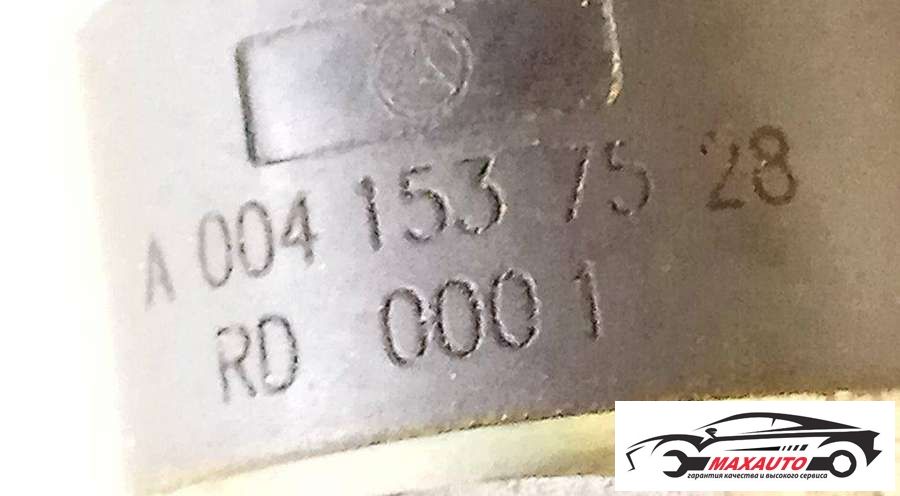 A 004 153 75 28
RD 0001
MAXAUTO
гарантия качества и высокого сервиса